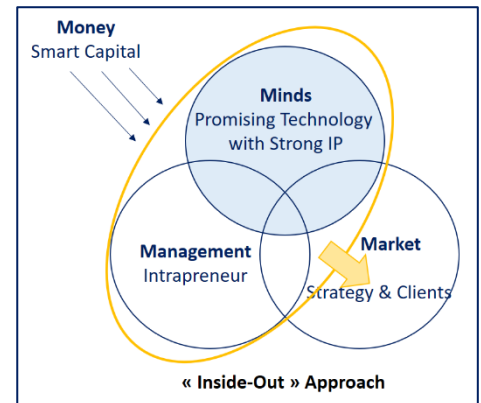 Money
Smart Capital
Minds
Promising Technology
with Strong IP
Management
Intrapreneur
Market
Strategy & Clients
« Inside-Out » Approach